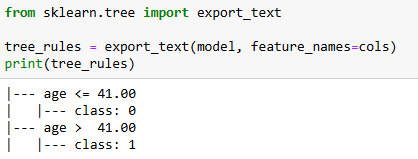 from sklearn.tree import export_text
tree_rules = export_text(model, feature_names=cols)
print(tree_rules)
|--- age <= 41.00
|   |--- class: 0
|--- age >  41.00
|   |--- class: 1